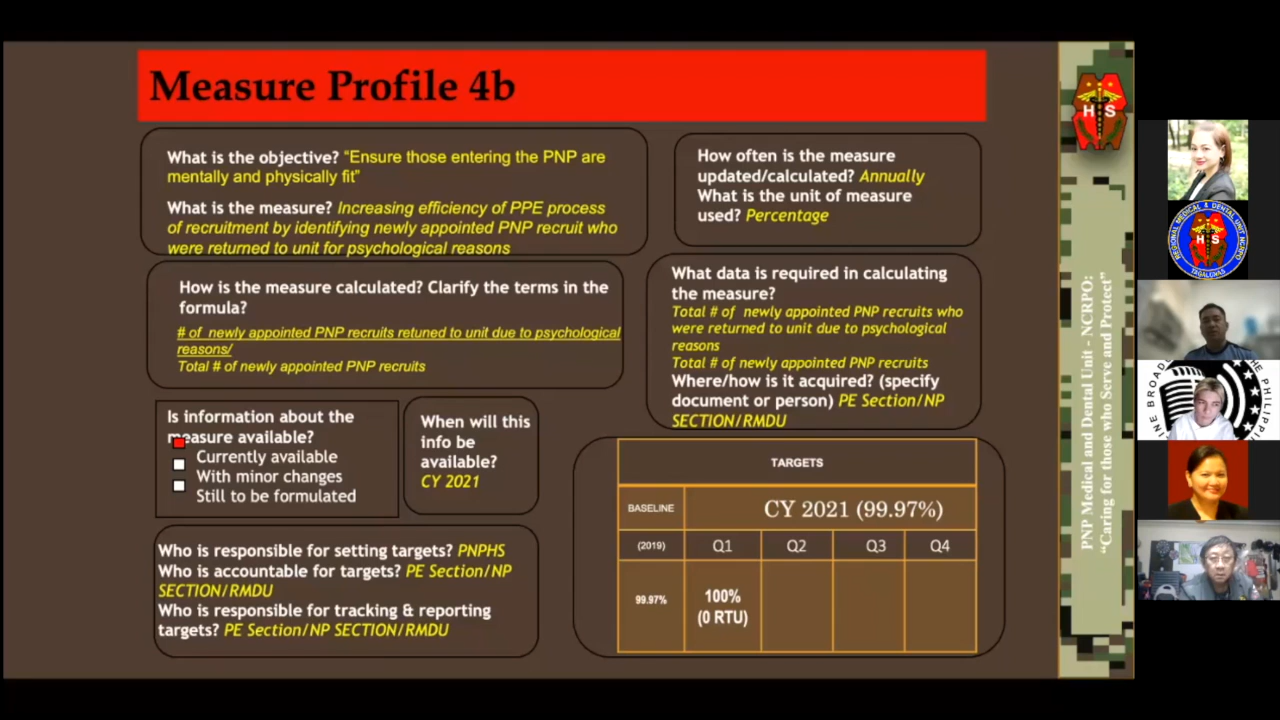 Measure Profile 4b
What is the objective? "Ensure those entering the PNP are
mentally and physically fit"
What is the measure? Increasing efficiency of PPE process
of recruitment by identifying newly appointed PNP recruit who
were returned to unit for psychological reasons
How often is the measure
updated/calculated? Annually
What is the unit of measure
used? Percentage
How is the measure calculated? Clarify the terms in the
formula?
# of newly appointed PNP recruits retuned to unit due to psychological
reasons/
Total # of newly appointed PNP recruits
What data is required in calculating
the measure?
Total # of newly appointed PNP recruits who
were returned to unit due to psychological
reasons
Total # of newly appointed PNP recruits
Where/how is it acquired? (specify
document or person) PE Section/NP
SECTION/RMDU
Is information about the
measure available?
Currently available
With minor changes
Still to be formulated
When will this
info be
available?
CY 2021
Who is responsible for setting targets? PNPHS
Who is accountable for targets? PE Section/NP
SECTION/RMDU
Who is responsible for tracking & reporting
targets? PE Section/NP SECTION/RMDU
TARGETS
BASELINE
CY 2021 (99.97%)
(2019)
Q1
Q2
Q3
Q4
99.97%
100%
(0 RTU)
H S
PNP Medical and Dental Unit - NCRPO:
"Caring for those who Serve and Protect"
REGIONAL MEDICAL & DENTAL UNIT NCRPO
H S
TAGALUNAS